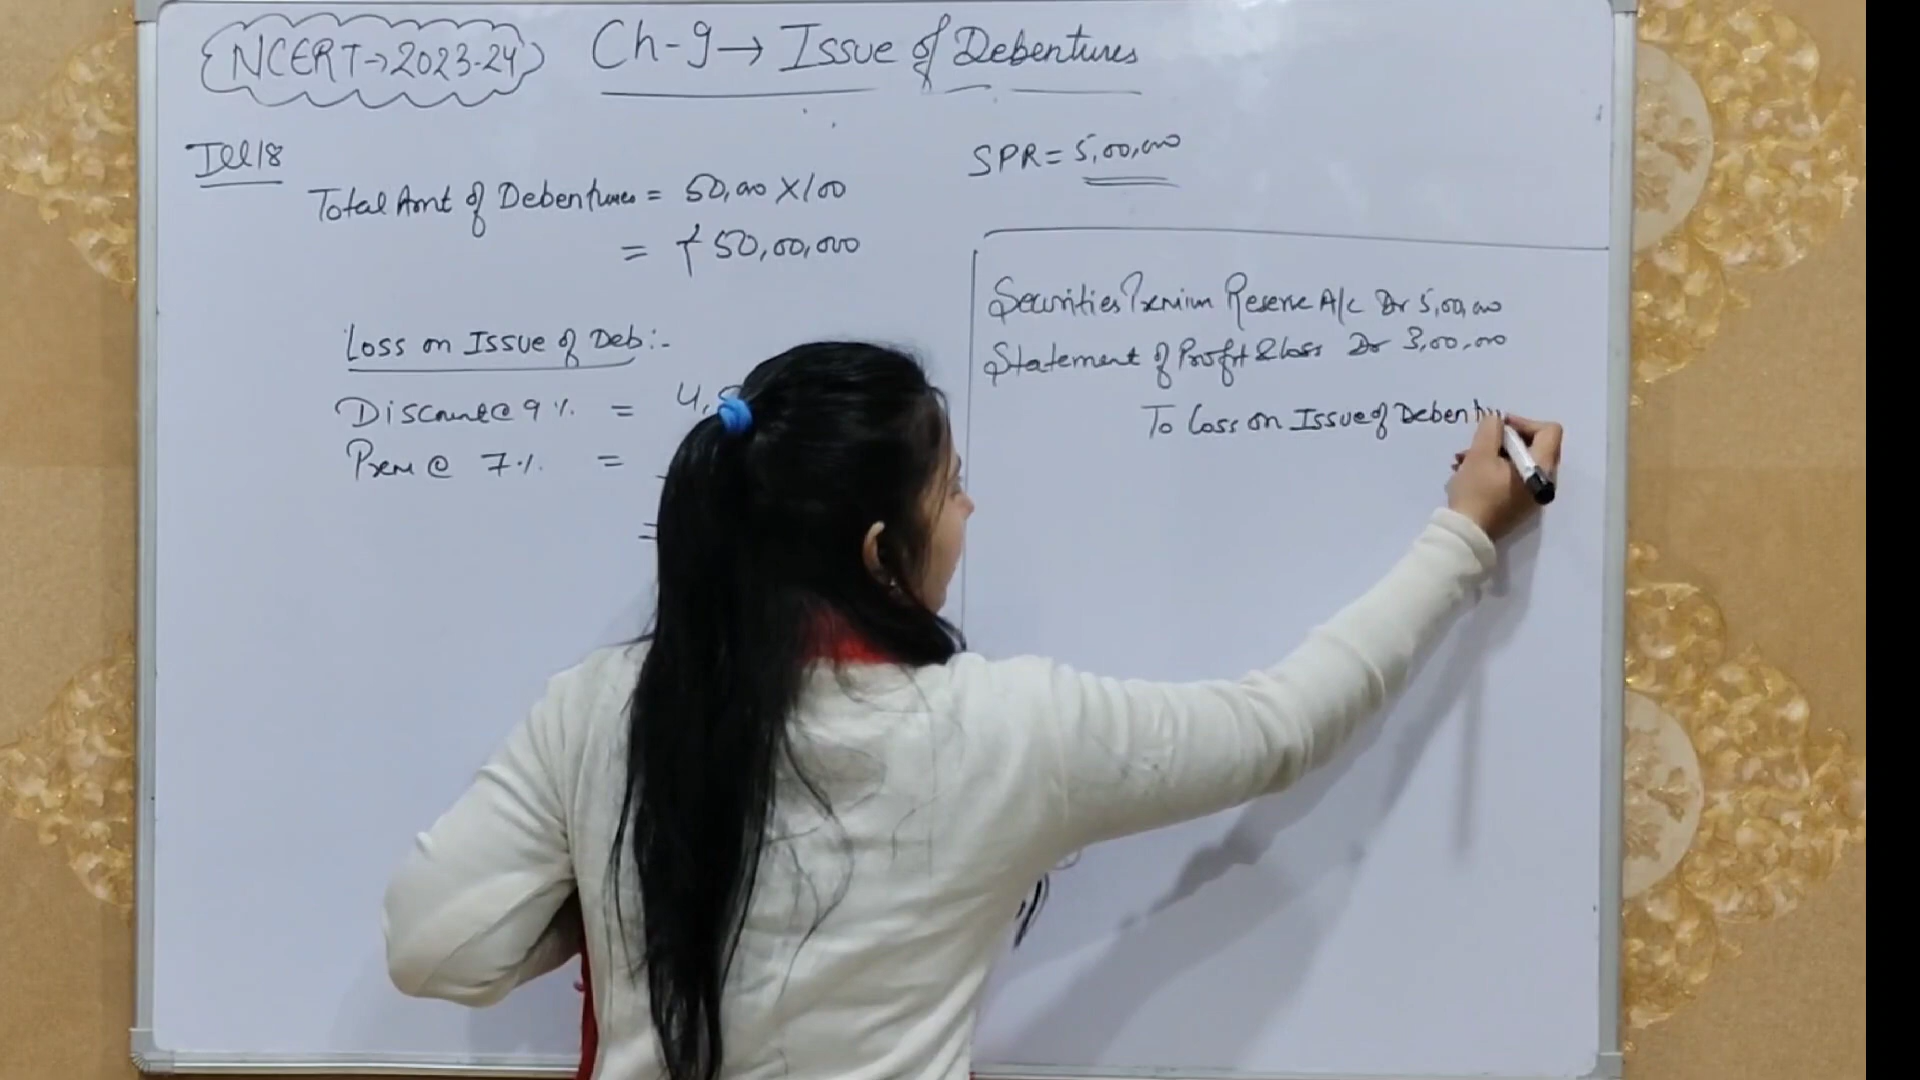 NCERT→2023-24
Ch-9→ Issue of Debentures
Ill 18
Total Amt of Debentures = 50,000 X 100
= ₹ 50,00,000
Loss on Issue of Deb:-
Discount @ 9 % = 4,
Prem @ 7 % =
=
SPR = 5,00,000
Securities Premium Reserve A/c Dr 5,00,000
Statement of Profit & Loss Dr 3,00,000
To Loss on Issue of Debentu